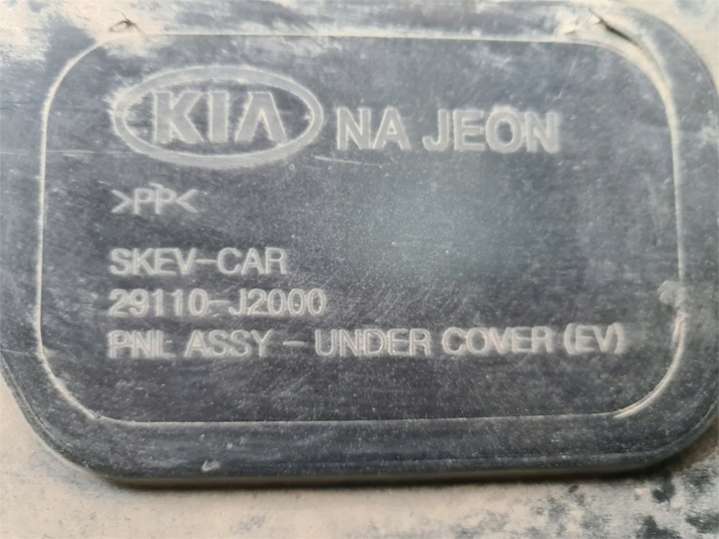 KIA NA JEON
>PP<
SKEV-CAR
29110-J2000
PNL ASSY - UNDER COVER (EV)